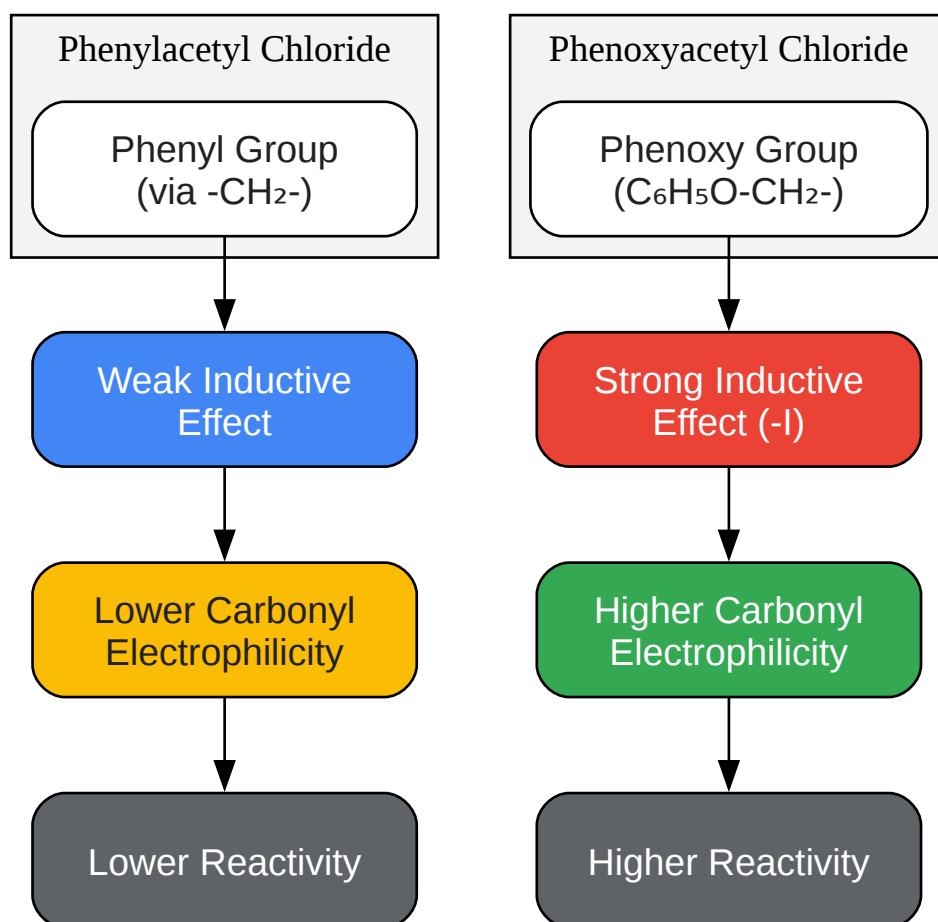 Phenylacetyl Chloride
Phenyl Group
(via -CH₂-)
Weak Inductive
Effect
Lower Carbonyl
Electrophilicity
Lower Reactivity
Phenoxyacetyl Chloride
Phenoxy Group
(C₆H₅O-CH₂-)
Strong Inductive
Effect (-I)
Higher Carbonyl
Electrophilicity
Higher Reactivity